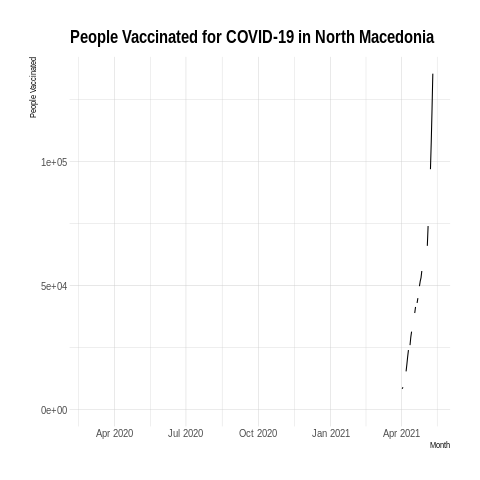 People Vaccinated for COVID-19 in North Macedonia
People Vaccinated
1e+05
5e+04
0e+00
Apr 2020 Jul 2020 Oct 2020 Jan 2021 Apr 2021
Month